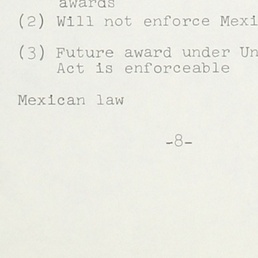 awards
(2) Will not enforce Mexi
(3) Future award under Un
Act is enforceable
Mexican law
-8-